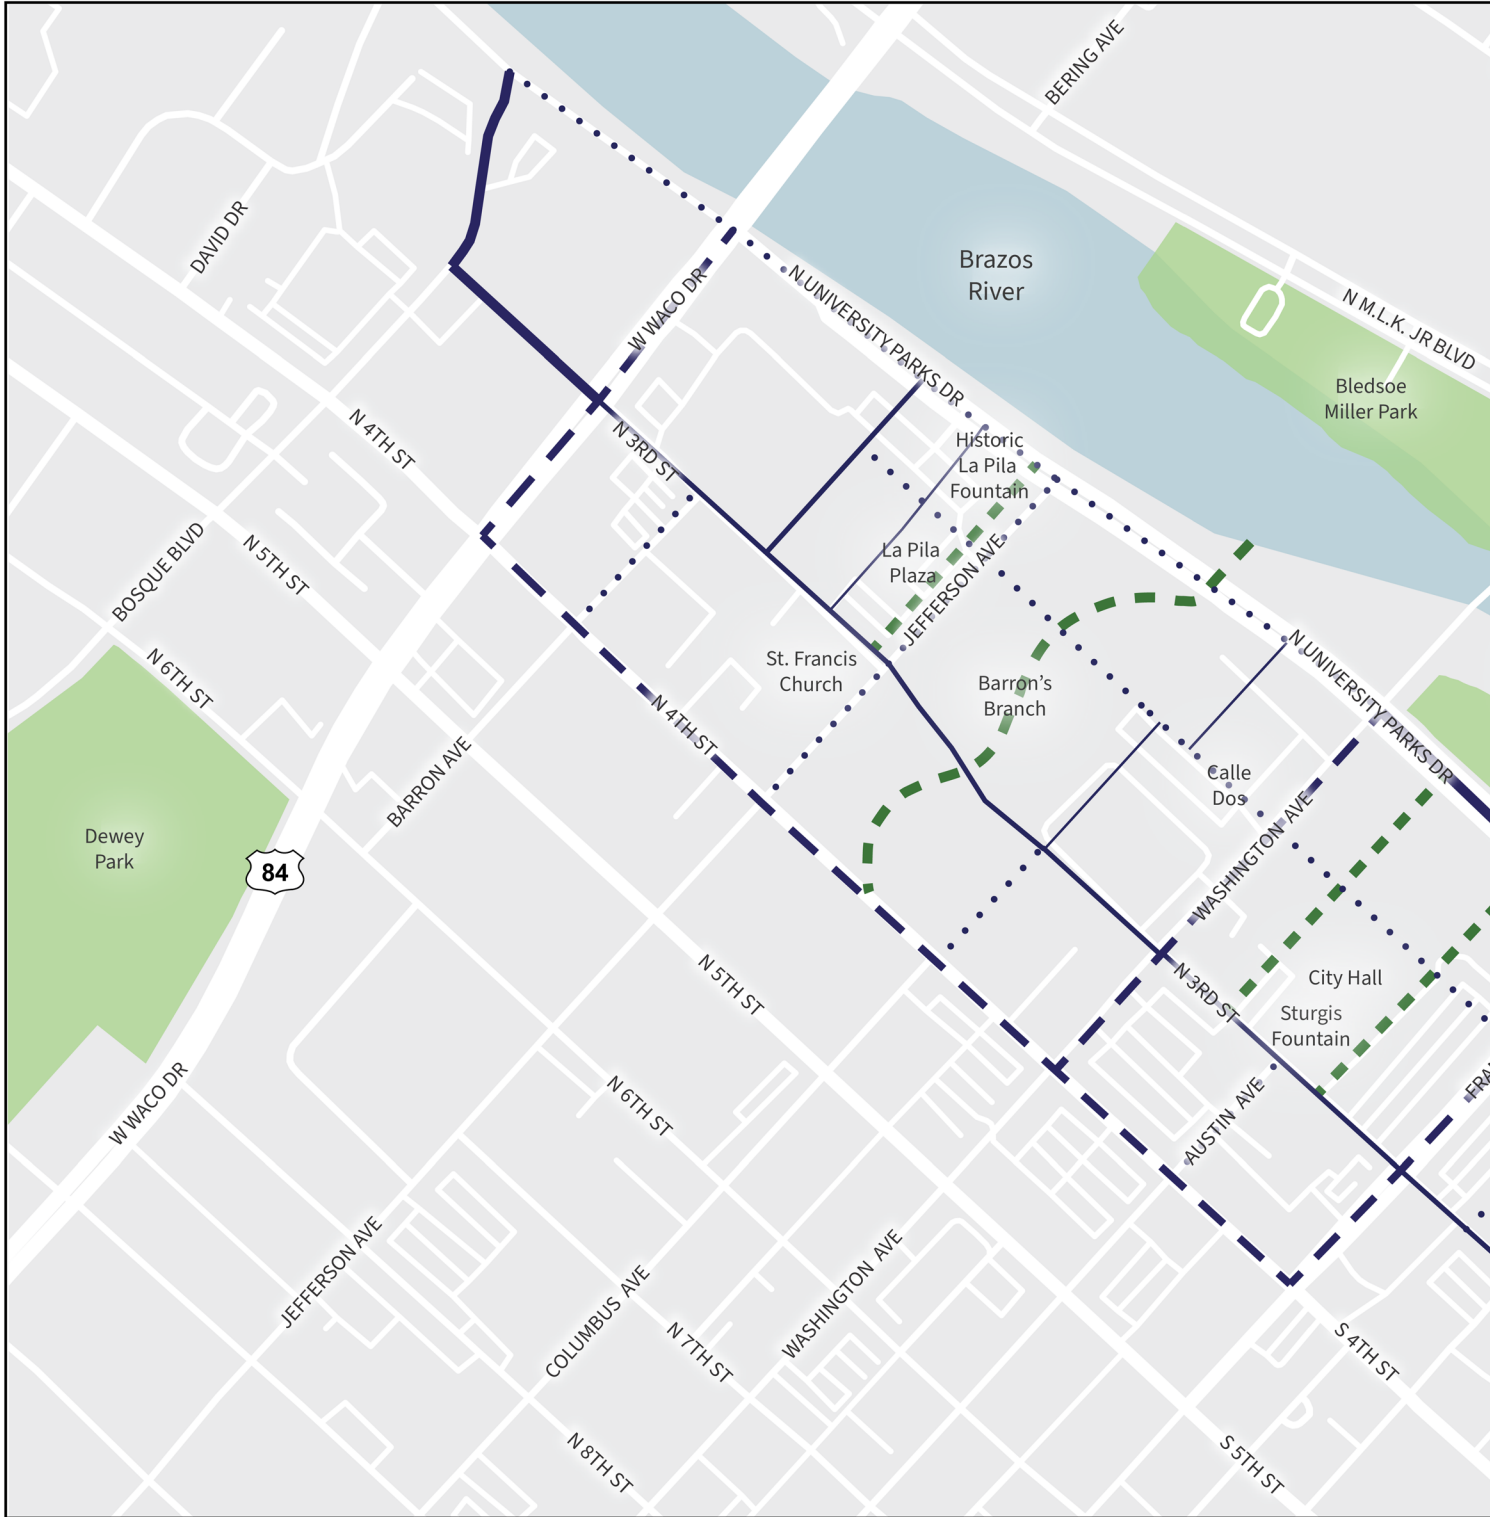 BERING AVE
DAVID DR
Brazos
River
N UNIVERSITY PARKS DR
W WACO DR
N M.L.K. JR BLVD
Bledsoe
Miller Park
N 4TH ST
N 3RD ST
Historic
La Pila
Fountain
BOSQUE BLVD
N 5TH ST
La Pila
Plaza
JEFFERSON AVE
N 6TH ST
St. Francis
Church
Barron's
Branch
N UNIVERSITY PARKS DR
N 4TH ST
BARRON AVE
Calle
Dos
WASHINGTON AVE
Dewey
Park
84
N 5TH ST
N 3RD ST
City Hall
Sturgis
Fountain
W WACO DR
N 6TH ST
AUSTIN AVE
FRA
JEFFERSON AVE
COLUMBUS AVE
WASHINGTON AVE
N 7TH ST
S 4TH ST
N 8TH ST
S 5TH ST